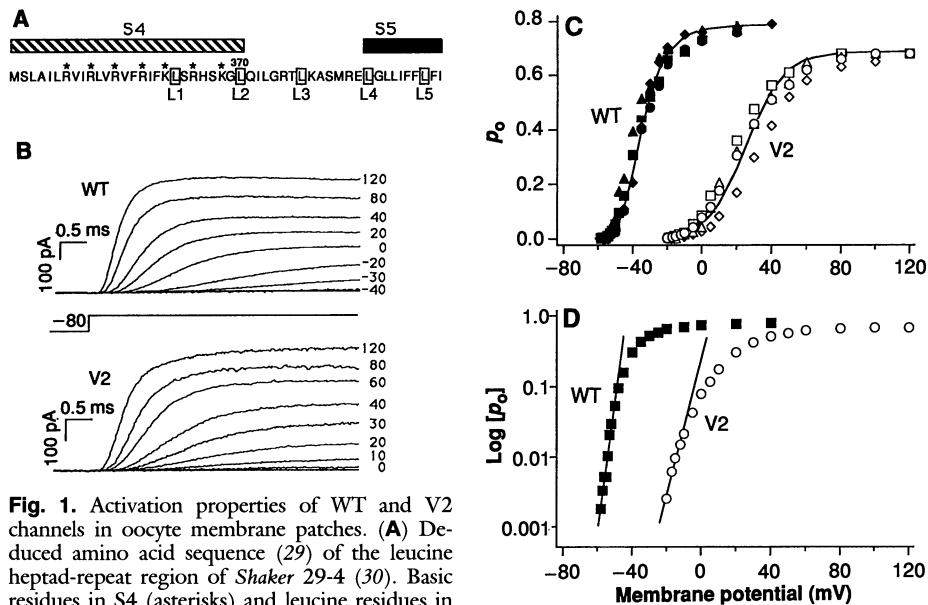 A
S4
S5
* * * * * * *
370
MSLAILRVIRLVRVFRIFKLSRHSKGLQILGRTLKASMRELGLLIFFLFI
L1 L2 L3 L4 L5
B
WT
0.5 ms
100 pA
120
80
40
20
0
-20
-30
-40
-80
V2
0.5 ms
100 pA
120
80
60
40
30
20
10
0
C
WT
V2
Po
0.8
0.6
0.4
0.2
0.0
-80 -40 0 40 80 120
D
WT
V2
Log [Po]
1.0
0.1
0.01
0.001
-80 -40 0 40 80 120
Membrane potential (mV)
Fig. 1. Activation properties of WT and V2
channels in oocyte membrane patches. (A) De-
duced amino acid sequence (29) of the leucine
heptad-repeat region of Shaker 29-4 (30). Basic
residues in S4 (asterisks) and leucine residues in